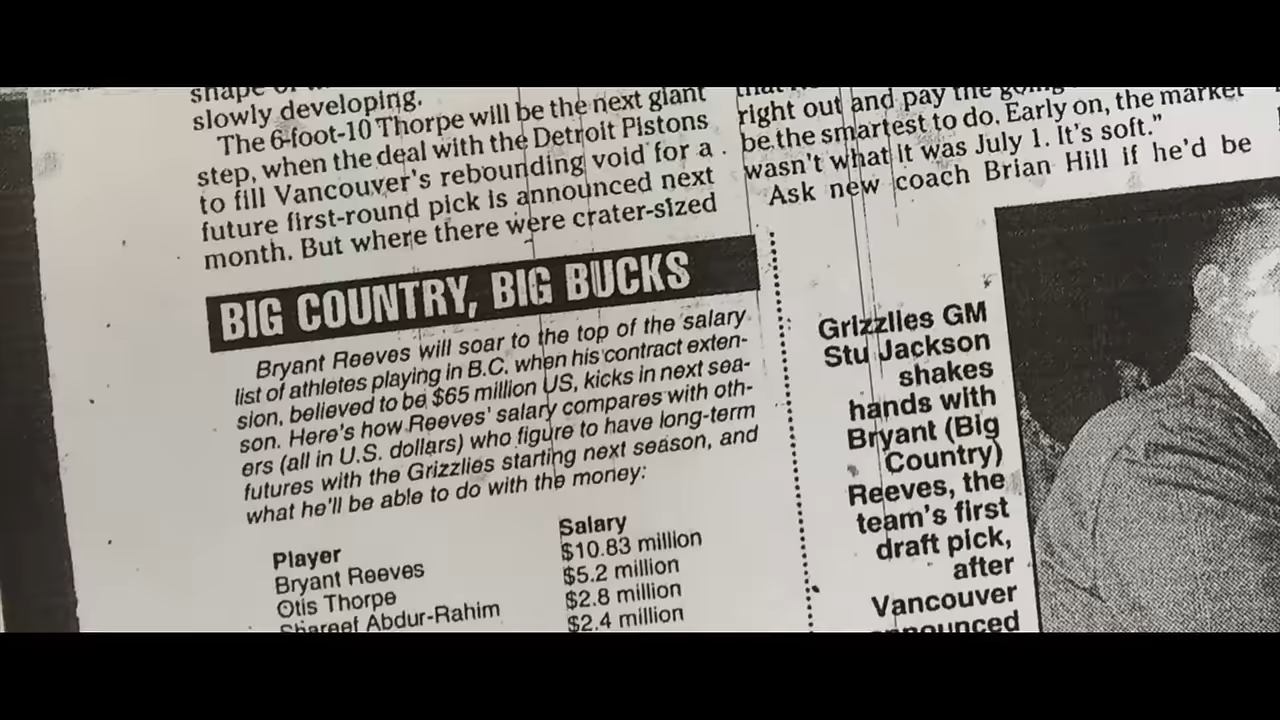 slowly developing.
The 6-foot-10 Thorpe will be the next giant
step, when the deal with the Detroit Pistons
to fill Vancouver's rebounding void for a
future first-round pick is announced next
month. But where there were crater-sized
BIG COUNTRY, BIG BUCKS
Bryant Reeves will soar to the top of the salary
list of athletes playing in B.C. when his contract exten-
sion, believed to be $65 million US, kicks in next sea-
son. Here's how Reeves' salary compares with oth-
ers (all in U.S. dollars) who figure to have long-term
futures with the Grizzlies starting next season, and
what he'll be able to do with the money:
Player Salary
Bryant Reeves $10.83 million
Otis Thorpe $5.2 million
Shareef Abdur-Rahim $2.8 million
$2.4 million
right out and pay the going
be the smartest to do. Early on, the market
wasn't what it was July 1. It's soft."
Ask new coach Brian Hill if he'd be
Grizzlies GM
Stu Jackson
shakes
hands with
Bryant (Big
Country)
Reeves, the
team's first
draft pick,
after
Vancouver
announced